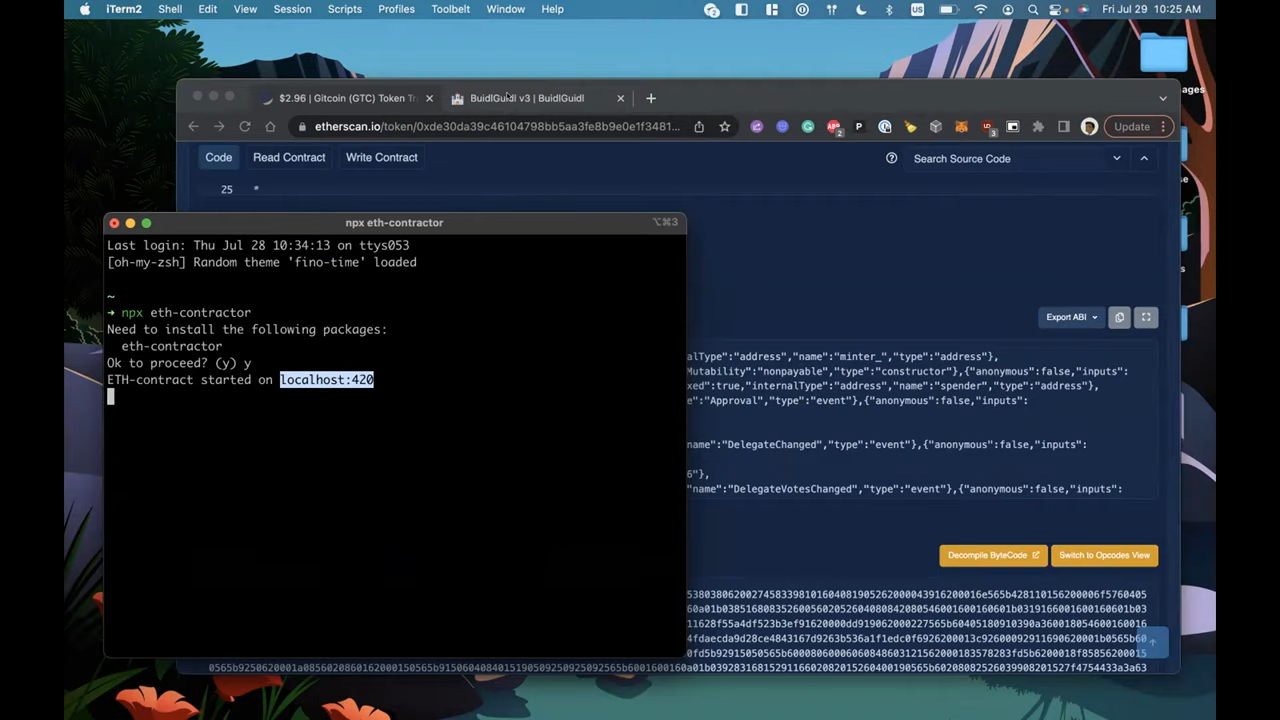 iTerm2 Shell Edit View Session Scripts Profiles Toolbelt Window Help
US
Fri Jul 29 10:25 AM
ages
$2.96 | Gitcoin (GTC) Token Tr
BuidlGuidl v3 | BuidlGuidl
etherscan.io/token/0xde30da39c46104798bb5aa3fe8b9e0e1f3481...
2
3
Update
Code Read Contract Write Contract
Search Source Code
25 *
npx eth-contractor
⌥⌘3
Last login: Thu Jul 28 10:34:13 on ttys053
[oh-my-zsh] Random theme 'fino-time' loaded
~
➜ npx eth-contractor
Need to install the following packages:
eth-contractor
Ok to proceed? (y) y
ETH-contract started on localhost:420
Export ABI
alType":"address","name":"minter_","type":"address"},
Mutability":"nonpayable","type":"constructor"},{"anonymous":false,"inputs":
xed":true,"internalType":"address","name":"spender","type":"address"},
e":"Approval","type":"event"},{"anonymous":false,"inputs":
name":"DelegateChanged","type":"event"},{"anonymous":false,"inputs":
6"},
"name":"DelegateVotesChanged","type":"event"},{"anonymous":false,"inputs":
Decompile ByteCode
Switch to Opcodes View